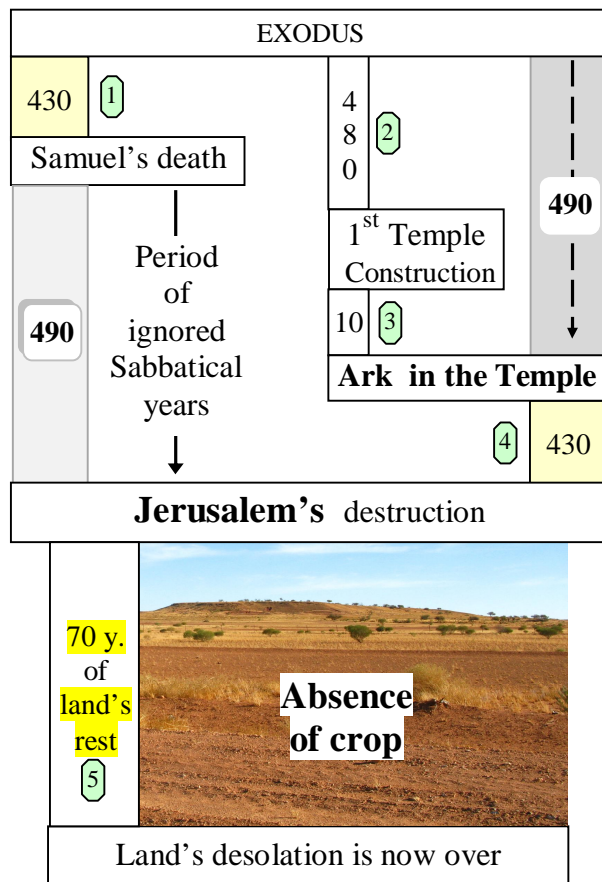 EXODUS
430
1
4
8
0
2
Samuel’s death
490
1st Temple
Construction
Period
of
ignored
Sabbatical
years
490
10
3
Ark in the Temple
4
430
Jerusalem’s destruction
70 y.
of
land’s
rest
5
Absence
of crop
Land’s desolation is now over